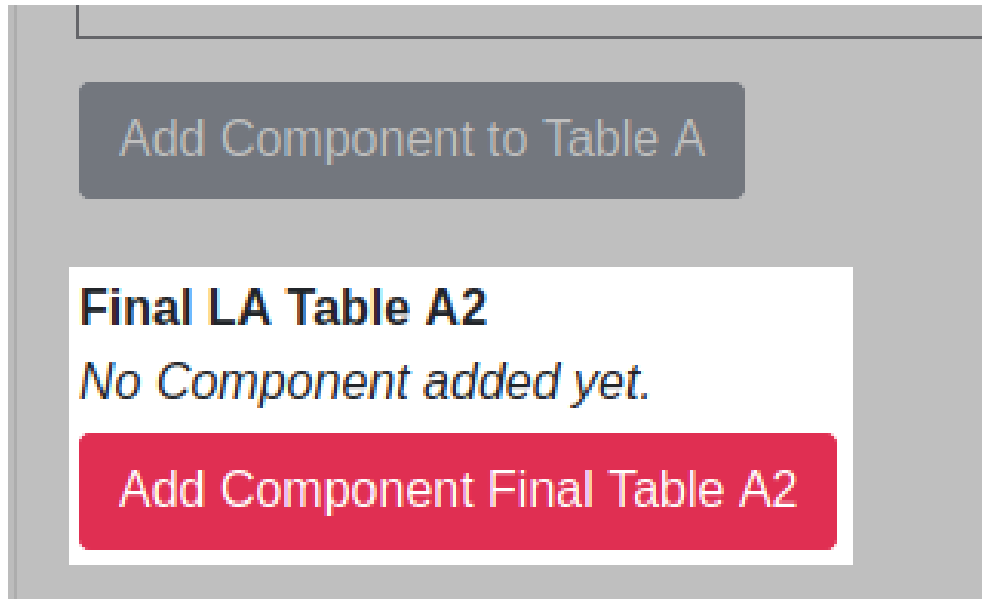 Add Component to Table A
Final LA Table A2
No Component added yet.
Add Component Final Table A2